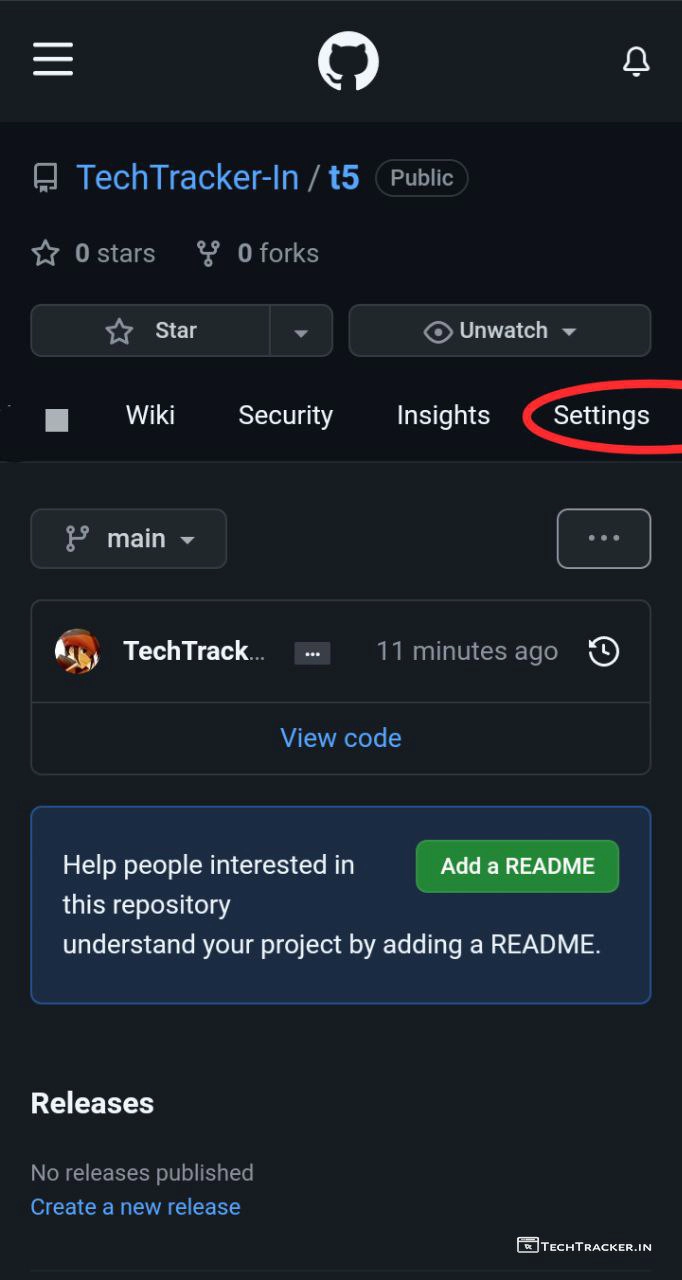 TechTracker-In / t5 Public
0 stars 0 forks
Star Unwatch
Wiki Security Insights Settings
main ...
TechTrack... ... 11 minutes ago
View code
Help people interested in
this repository
understand your project by adding a README.
Add a README
Releases
No releases published
Create a new release
TechTracker.in